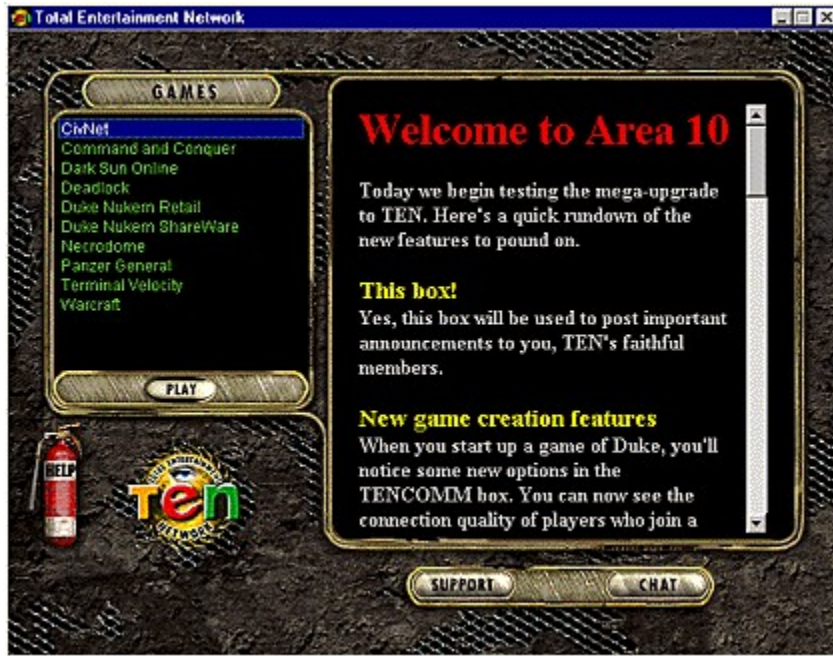 Total Entertainment Network
GAMES
CivNet
Command and Conquer
Dark Sun Online
Deadlock
Duke Nukem Retail
Duke Nukem ShareWare
Necrodome
Panzer General
Terminal Velocity
Warcraft
PLAY
HELP
TOTAL ENTERTAINMENT
Ten
NETWORK
Welcome to Area 10
Today we begin testing the mega-upgrade
to TEN. Here's a quick rundown of the
new features to pound on.
This box!
Yes, this box will be used to post important
announcements to you, TEN's faithful
members.
New game creation features
When you start up a game of Duke, you'll
notice some new options in the
TENCOMM box. You can now see the
connection quality of players who join a
SUPPORT
CHAT